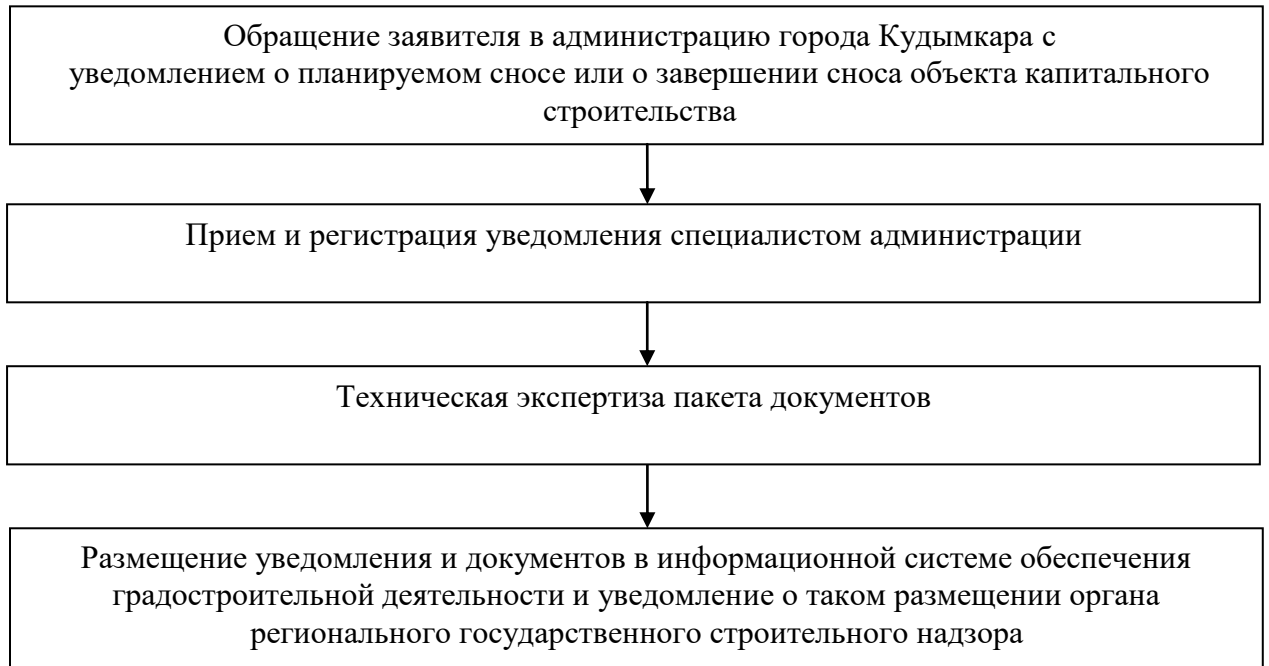 Обращение заявителя в администрацию города Кудымкара с
уведомлением о планируемом сносе или о завершении сноса объекта капитального
строительства
Прием и регистрация уведомления специалистом администрации
Техническая экспертиза пакета документов
Размещение уведомления и документов в информационной системе обеспечения
градостроительной деятельности и уведомление о таком размещении органа
регионального государственного строительного надзора